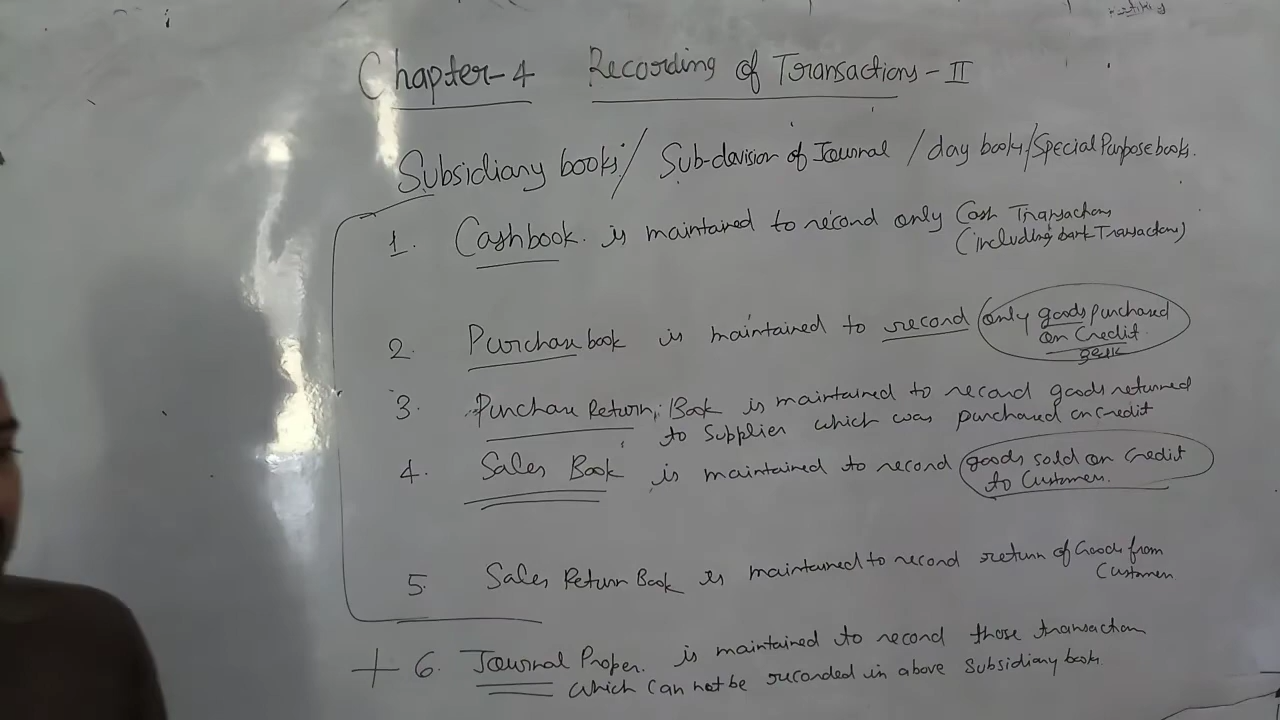 Chapter-4 Recording of Transactions - II
Subsidiary books/ Sub-devision of Journal / day books/Special Purpose books.
1. Cashbook. is maintained to record only Cash Transactions
(including bank Transactions)
2. Purchase book is maintained to record only goods purchased
on Credit.
3. Purchase Return; Book is maintained to record goods returned
to Supplier which was purchased on Credit
4. Sales Book is maintained to record goods sold on Credit
to Customer.
5. Sales Return Book is maintained to record return of Goods from
Customer
+ 6. Journal Proper. is maintained to record those transaction
which can not be recorded in above Subsidiary book.